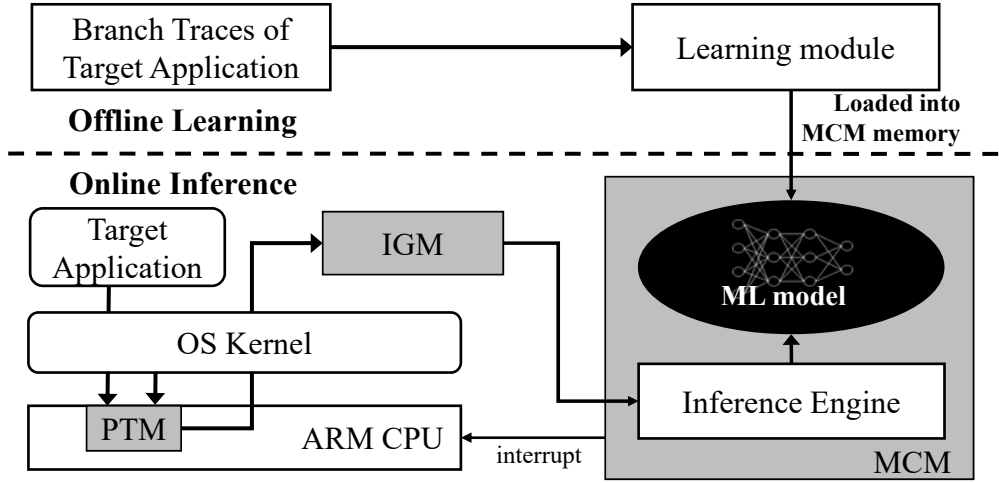 Branch Traces of
Target Application
Learning module
Offline Learning
Loaded into
MCM memory
Online Inference
Target
Application
IGM
ML model
OS Kernel
Inference Engine
PTM
ARM CPU
interrupt
MCM